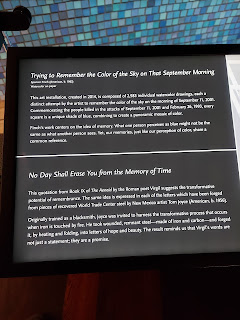 Trying to Remember the Color of the Sky on That September Morning
Spencer Finch (American, b. 1962)
Watercolor on paper
This art installation, created in 2014, is composed of 2,983 individual watercolor drawings, each a
distinct attempt by the artist to remember the color of the sky on the morning of September 11, 2001.
Commemorating the people killed in the attacks of September 11, 2001 and February 26, 1993, every
square is a unique shade of blue, combining to create a panoramic mosaic of color.
Finch's work centers on the idea of memory. What one person perceives as blue might not be the
same as what another person sees. Yet, our memories, just like our perception of color, share a
common reference.
No Day Shall Erase You from the Memory of Time
This quotation from Book IX of The Aeneid by the Roman poet Virgil suggests the transformative
potential of remembrance. The same idea is expressed in each of the letters which have been forged
from pieces of recovered World Trade Center steel by New Mexico artist Tom Joyce (American, b. 1956).
Originally trained as a blacksmith, Joyce was invited to harness the transformative process that occurs
when iron is touched by fire. He took wounded, remnant steel—made of iron and carbon—and forged
it, by heating and folding, into letters of hope and beauty. The result reminds us that Virgil's words are
not just a statement; they are a promise.